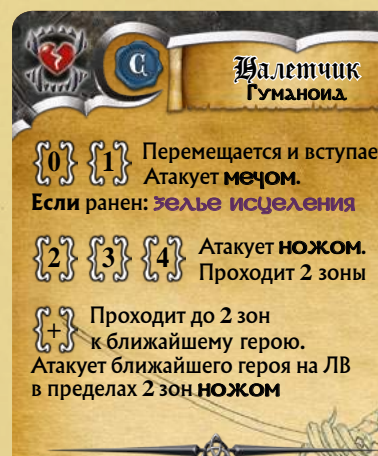 С
Налетчик
Гуманоид
{0} {1} Перемещается и вступае
Атакует мечом.
Если ранен: зелье исцеления
{2} {3} {4} Атакует ножом.
Проходит 2 зоны
{+} Проходит до 2 зон
к ближайшему герою.
Атакует ближайшего героя на ЛВ
в пределах 2 зон ножом